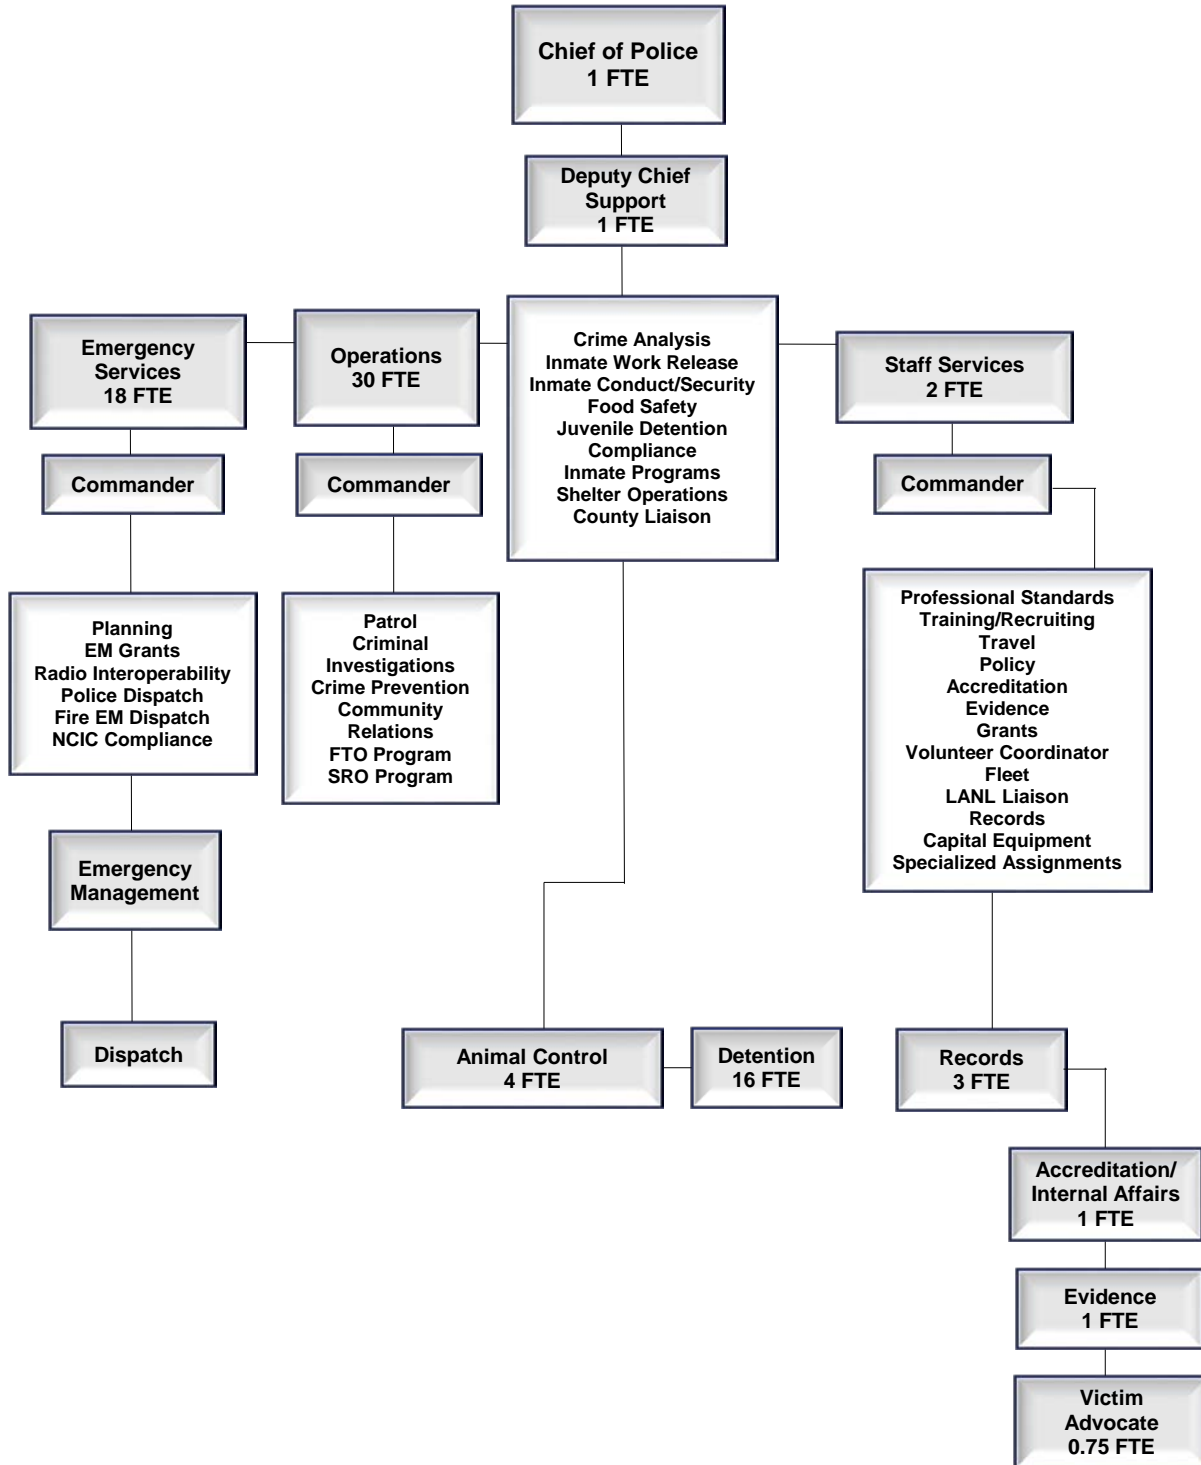 Chief of Police
1 FTE
Deputy Chief
Support
1 FTE
Emergency
Services
18 FTE
Operations
30 FTE
Crime Analysis
Inmate Work Release
Inmate Conduct/Security
Food Safety
Juvenile Detention
Compliance
Inmate Programs
Shelter Operations
County Liaison
Staff Services
2 FTE
Commander
Commander
Commander
Planning
EM Grants
Radio Interoperability
Police Dispatch
Fire EM Dispatch
NCIC Compliance
Patrol
Criminal
Investigations
Crime Prevention
Community
Relations
FTO Program
SRO Program
Professional Standards
Training/Recruiting
Travel
Policy
Accreditation
Evidence
Grants
Volunteer Coordinator
Fleet
LANL Liaison
Records
Capital Equipment
Specialized Assignments
Emergency
Management
Dispatch
Animal Control
4 FTE
Detention
16 FTE
Records
3 FTE
Accreditation/
Internal Affairs
1 FTE
Evidence
1 FTE
Victim
Advocate
0.75 FTE